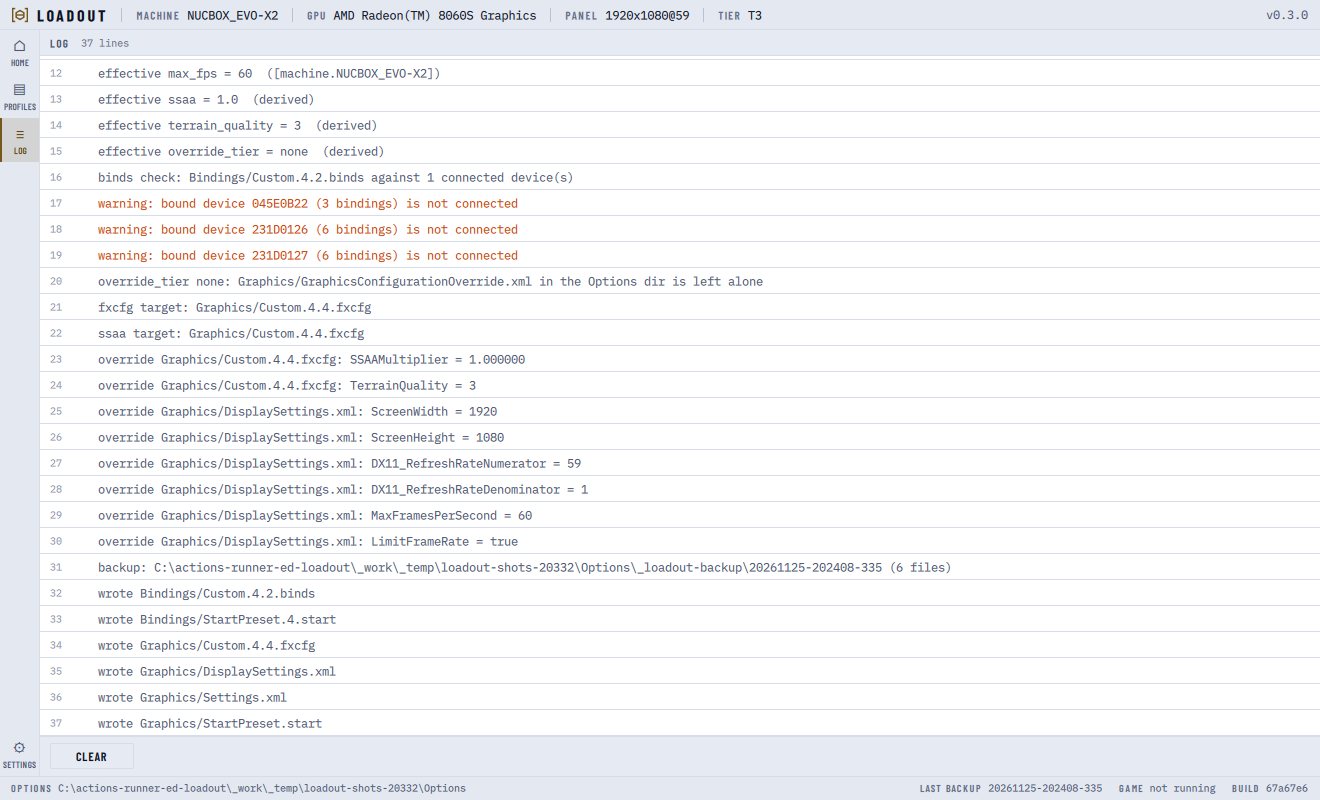 LOADOUT MACHINE NUCBOX_EVO-X2 GPU AMD Radeon(TM) 8060S Graphics PANEL 1920x1080@59 TIER T3 v0.3.0
HOME
PROFILES
LOG
SETTINGS
LOG 37 lines
12 effective max_fps = 60 ([machine.NUCBOX_EVO-X2])
13 effective ssaa = 1.0 (derived)
14 effective terrain_quality = 3 (derived)
15 effective override_tier = none (derived)
16 binds check: Bindings/Custom.4.2.binds against 1 connected device(s)
17 warning: bound device 045E0B22 (3 bindings) is not connected
18 warning: bound device 231D0126 (6 bindings) is not connected
19 warning: bound device 231D0127 (6 bindings) is not connected
20 override_tier none: Graphics/GraphicsConfigurationOverride.xml in the Options dir is left alone
21 fxcfg target: Graphics/Custom.4.4.fxcfg
22 ssaa target: Graphics/Custom.4.4.fxcfg
23 override Graphics/Custom.4.4.fxcfg: SSAAMultiplier = 1.000000
24 override Graphics/Custom.4.4.fxcfg: TerrainQuality = 3
25 override Graphics/DisplaySettings.xml: ScreenWidth = 1920
26 override Graphics/DisplaySettings.xml: ScreenHeight = 1080
27 override Graphics/DisplaySettings.xml: DX11_RefreshRateNumerator = 59
28 override Graphics/DisplaySettings.xml: DX11_RefreshRateDenominator = 1
29 override Graphics/DisplaySettings.xml: MaxFramesPerSecond = 60
30 override Graphics/DisplaySettings.xml: LimitFrameRate = true
31 backup: C:\actions-runner-ed-loadout\_work\_temp\loadout-shots-20332\Options\_loadout-backup\20261125-202408-335 (6 files)
32 wrote Bindings/Custom.4.2.binds
33 wrote Bindings/StartPreset.4.start
34 wrote Graphics/Custom.4.4.fxcfg
35 wrote Graphics/DisplaySettings.xml
36 wrote Graphics/Settings.xml
37 wrote Graphics/StartPreset.start
CLEAR
OPTIONS C:\actions-runner-ed-loadout\_work\_temp\loadout-shots-20332\Options LAST BACKUP 20261125-202408-335 GAME not running BUILD 67a67e6